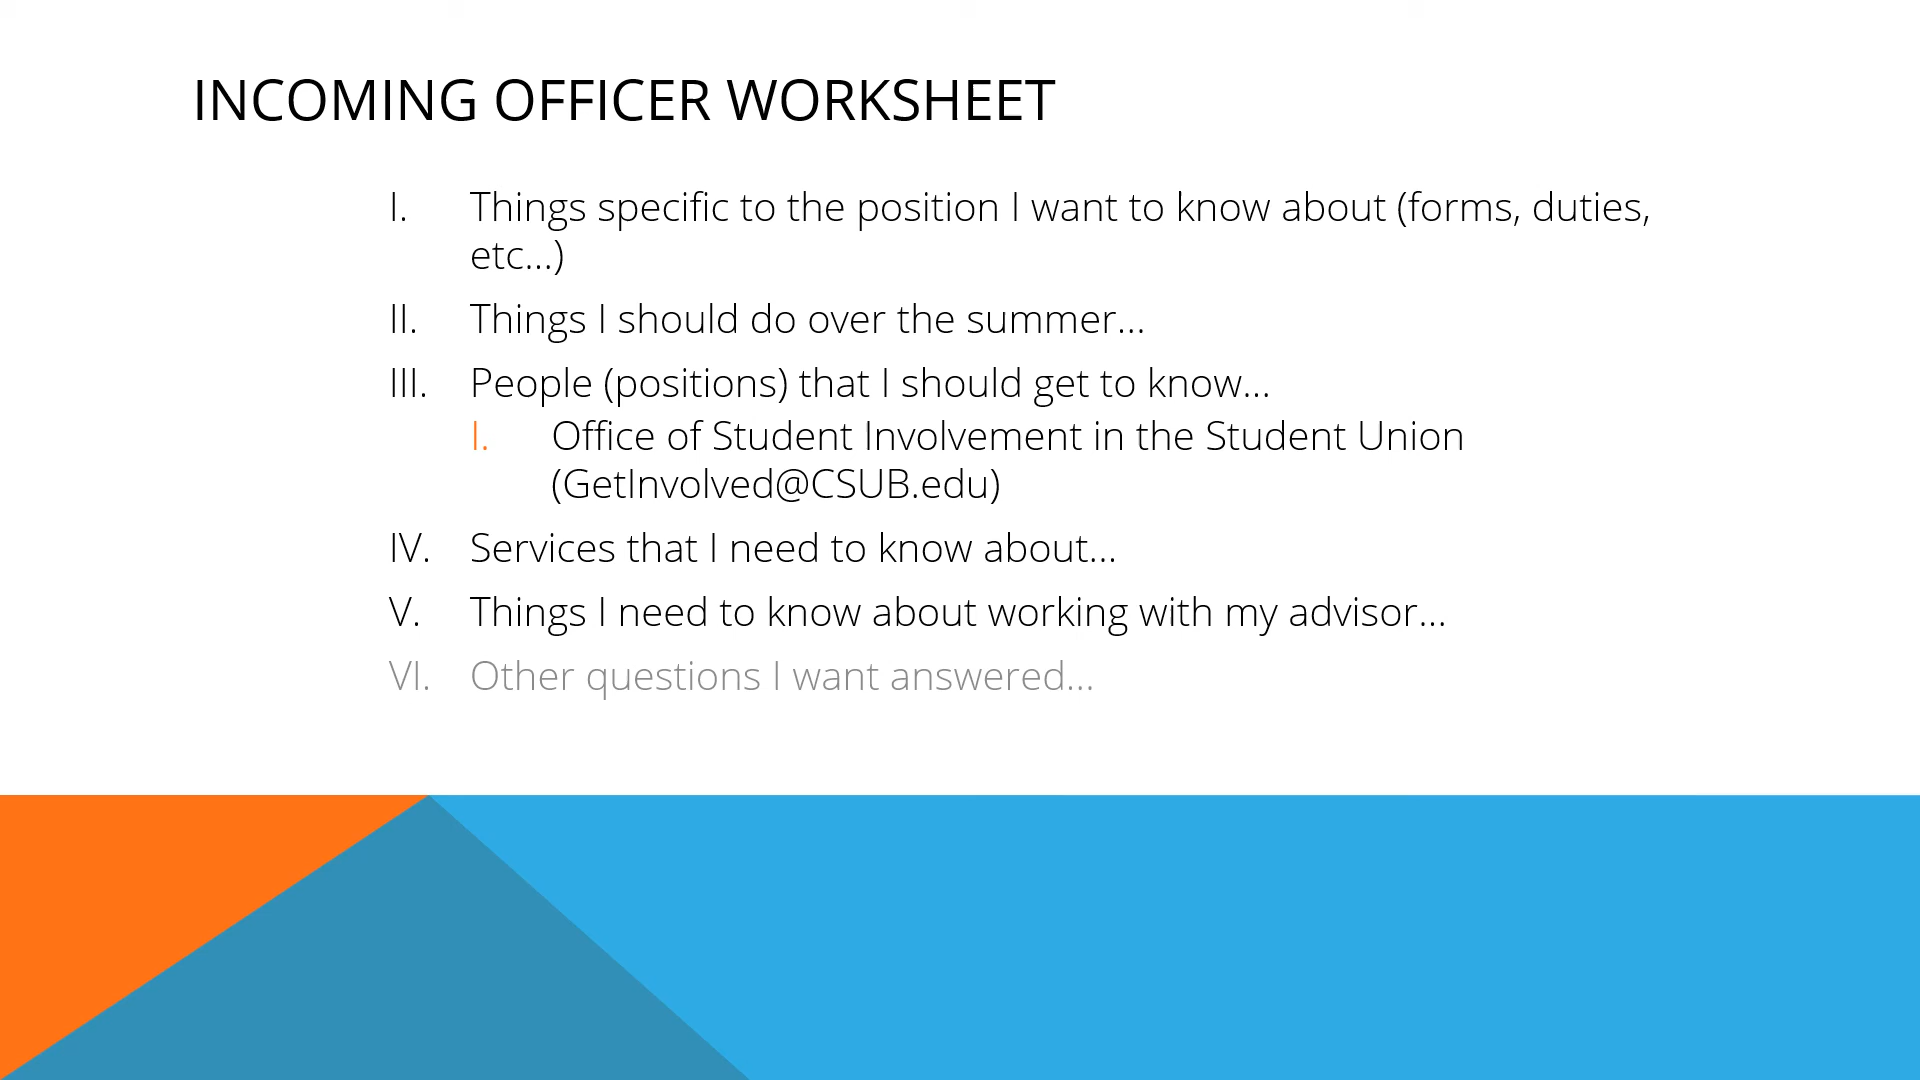 INCOMING OFFICER WORKSHEET
I. Things specific to the position I want to know about (forms, duties,
etc...)
II. Things I should do over the summer...
III. People (positions) that I should get to know...
I. Office of Student Involvement in the Student Union
(GetInvolved@CSUB.edu)
IV. Services that I need to know about...
V. Things I need to know about working with my advisor...
VI. Other questions I want answered...